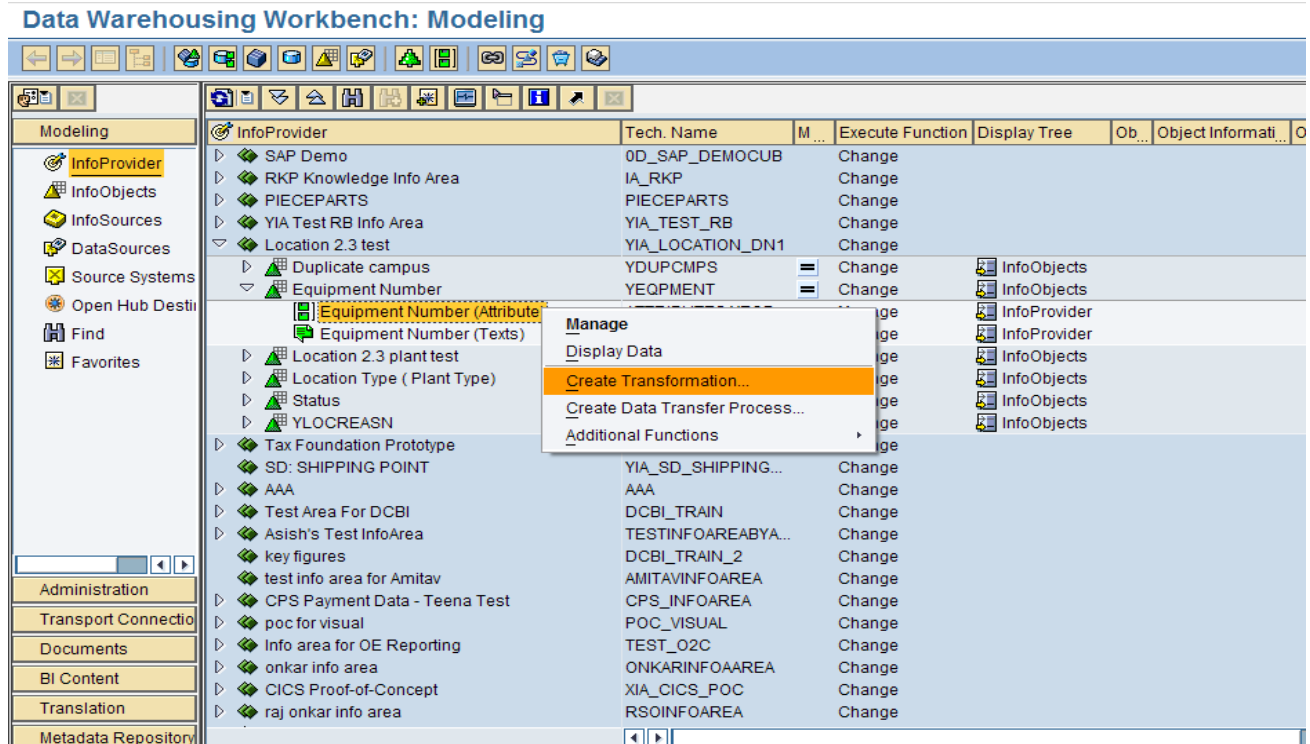 Data Warehousing Workbench: Modeling
Modeling
InfoProvider
InfoObjects
InfoSources
DataSources
Source Systems
Open Hub Desti
Find
Favorites
Administration
Transport Connectio
Documents
BI Content
Translation
Metadata Repository
InfoProvider Tech. Name M ... Execute Function Display Tree Ob... Object Informati... O
SAP Demo 0D_SAP_DEMOCUB Change
RKP Knowledge Info Area IA_RKP Change
PIECEPARTS PIECEPARTS Change
YIA Test RB Info Area YIA_TEST_RB Change
Location 2.3 test YIA_LOCATION_DN1 Change
Duplicate campus YDUPCMPS = Change InfoObjects
Equipment Number YEQPMENT = Change InfoObjects
Equipment Number (Attribute ge InfoProvider
Equipment Number (Texts) ge InfoProvider
Location 2.3 plant test ge InfoObjects
Location Type ( Plant Type) ge InfoObjects
Status ge InfoObjects
YLOCREASN ge InfoObjects
Tax Foundation Prototype ge
SD: SHIPPING POINT YIA_SD_SHIPPING... Change
AAA AAA Change
Test Area For DCBI DCBI_TRAIN Change
Asish's Test InfoArea TESTINFOAREABYA... Change
key figures DCBI_TRAIN_2 Change
test info area for Amitav AMITAVINFOAREA Change
CPS Payment Data - Teena Test CPS_INFOAREA Change
poc for visual POC_VISUAL Change
Info area for OE Reporting TEST_O2C Change
onkar info area ONKARINFOAAREA Change
CICS Proof-of-Concept XIA_CICS_POC Change
raj onkar info area RSOINFOAREA Change
Manage
Display Data
Create Transformation...
Create Data Transfer Process...
Additional Functions